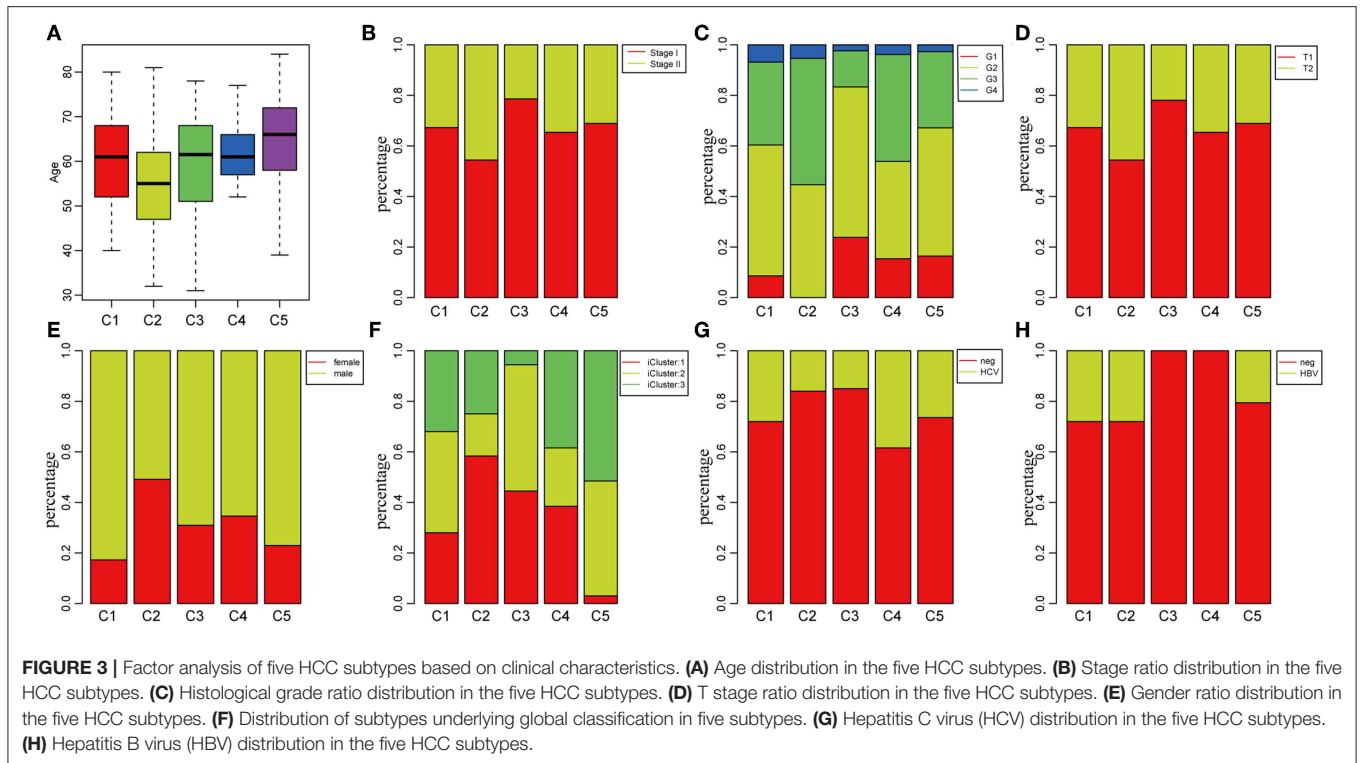 A
B
C
D
Age
80
70
60
50
40
30
C1 C2 C3 C4 C5
percentage
1.0
0.8
0.6
0.4
0.2
0.0
C1 C2 C3 C4 C5
Stage I
Stage II
percentage
1.0
0.8
0.6
0.4
0.2
0.0
C1 C2 C3 C4 C5
G1
G2
G3
G4
percentage
1.0
0.8
0.6
0.4
0.2
0.0
C1 C2 C3 C4 C5
T1
T2
E
F
G
H
percentage
1.0
0.8
0.6
0.4
0.2
0.0
C1 C2 C3 C4 C5
female
male
percentage
1.0
0.8
0.6
0.4
0.2
0.0
C1 C2 C3 C4 C5
iCluster:1
iCluster:2
iCluster:3
percentage
1.0
0.8
0.6
0.4
0.2
0.0
C1 C2 C3 C4 C5
neg
HCV
percentage
1.0
0.8
0.6
0.4
0.2
0.0
C1 C2 C3 C4 C5
neg
HBV
FIGURE 3 | Factor analysis of five HCC subtypes based on clinical characteristics. (A) Age distribution in the five HCC subtypes. (B) Stage ratio distribution in the five
HCC subtypes. (C) Histological grade ratio distribution in the five HCC subtypes. (D) T stage ratio distribution in the five HCC subtypes. (E) Gender ratio distribution in
the five HCC subtypes. (F) Distribution of subtypes underlying global classification in five subtypes. (G) Hepatitis C virus (HCV) distribution in the five HCC subtypes.
(H) Hepatitis B virus (HBV) distribution in the five HCC subtypes.